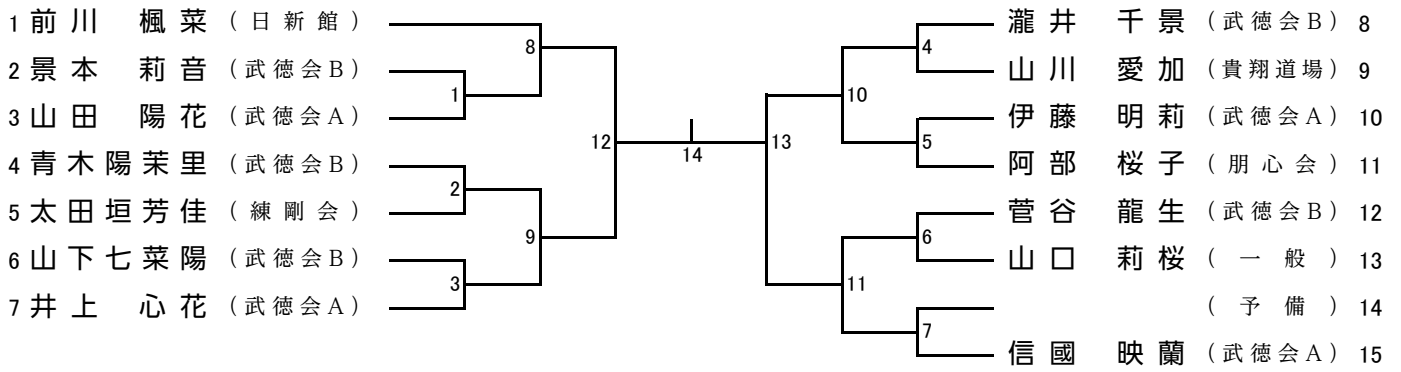 1 前川 楓菜 (日新館)
2 景本 莉音 (武徳会B)
3 山田 陽花 (武徳会A)
4 青木陽茉里 (武徳会B)
5 太田垣芳佳 (練剛会)
6 山下七菜陽 (武徳会B)
7 井上 心花 (武徳会A)
8
1
2
9
3
12
14
13
10
4
5
11
6
7
瀧井 千景 (武徳会B) 8
山川 愛加 (貴翔道場) 9
伊藤 明莉 (武徳会A) 10
阿部 桜子 (朋心会) 11
菅谷 龍生 (武徳会B) 12
山口 莉桜 (一般) 13
(予備) 14
信國 映蘭 (武徳会A) 15